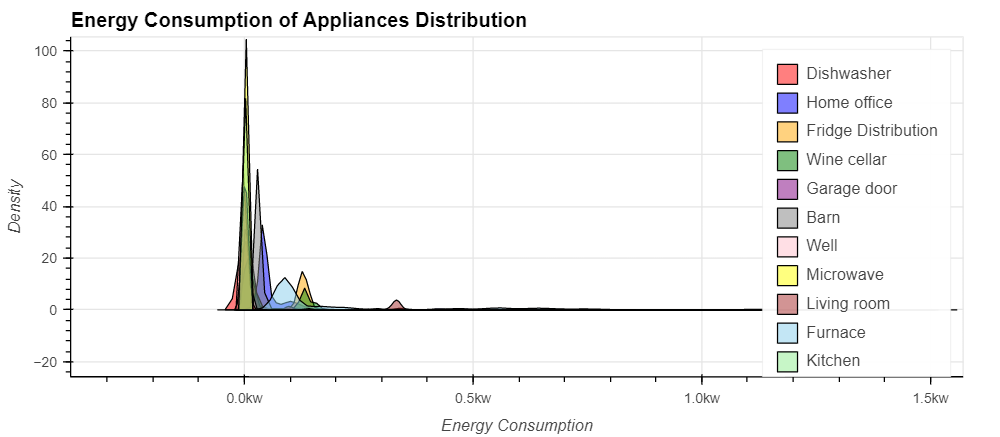 Energy Consumption of Appliances Distribution
100
80
60
40
20
0
−20
Density
0.0kw
0.5kw
1.0kw
1.5kw
Energy Consumption
Dishwasher
Home office
Fridge Distribution
Wine cellar
Garage door
Barn
Well
Microwave
Living room
Furnace
Kitchen